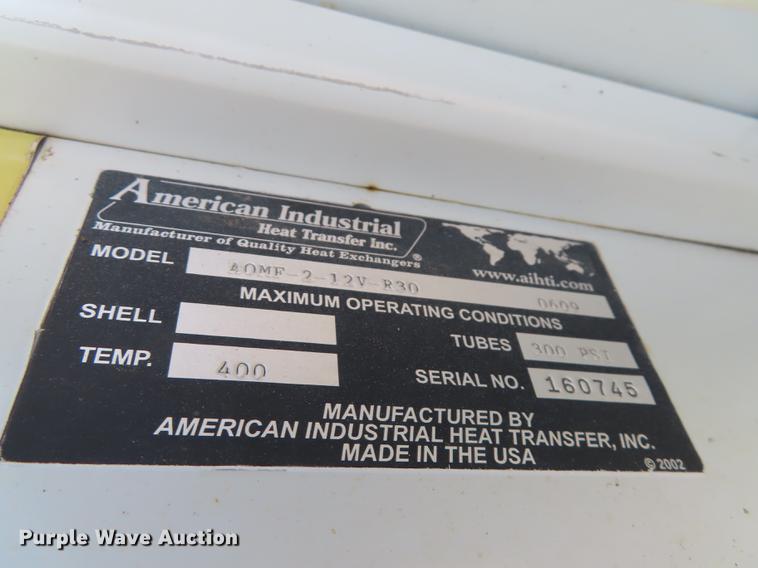 American Industrial
Heat Transfer Inc.
Manufacturer of Quality Heat Exchangers®
www.aihti.com
MODEL 4OMF-2-12V-R30 0609
MAXIMUM OPERATING CONDITIONS
SHELL
TUBES 300 PSI
TEMP. 400
SERIAL NO. 160745
MANUFACTURED BY
AMERICAN INDUSTRIAL HEAT TRANSFER, INC.
MADE IN THE USA
© 2002
Purple Wave Auction